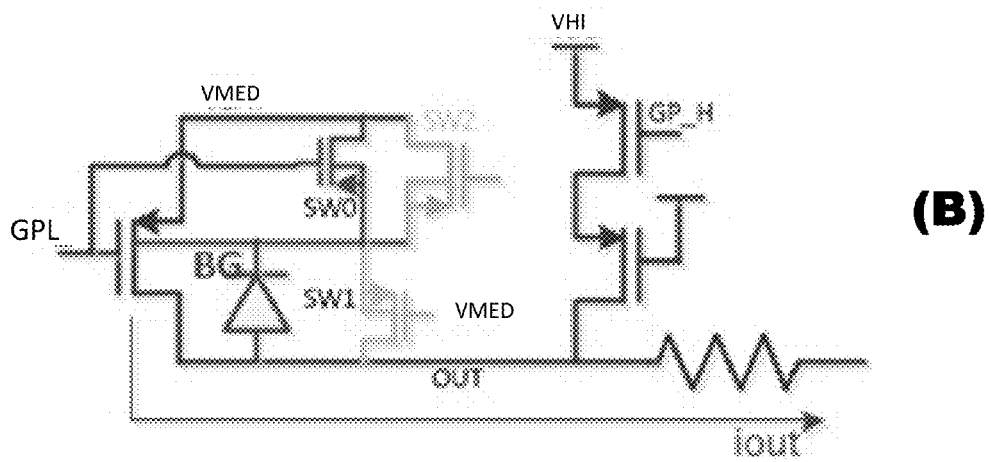 VHI
VMED
SW2
GP_H
SW0
(B)
GPL
BG
SW1
VMED
OUT
iout